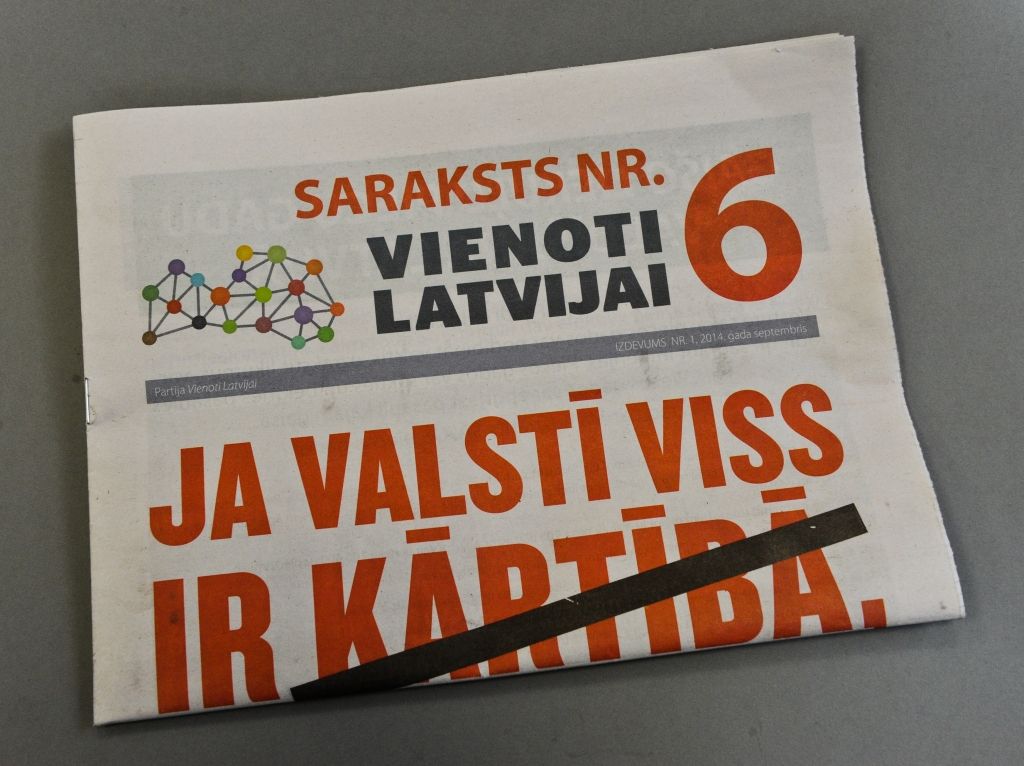 SARAKSTS NR. 6
VIENOTI
LATVIJAI
IZDEVUMS NR. 1, 2014. gada septembris
Partija Vienoti Latvijai
JA VALSTĪ VISS
IR KĀRTĪBĀ,